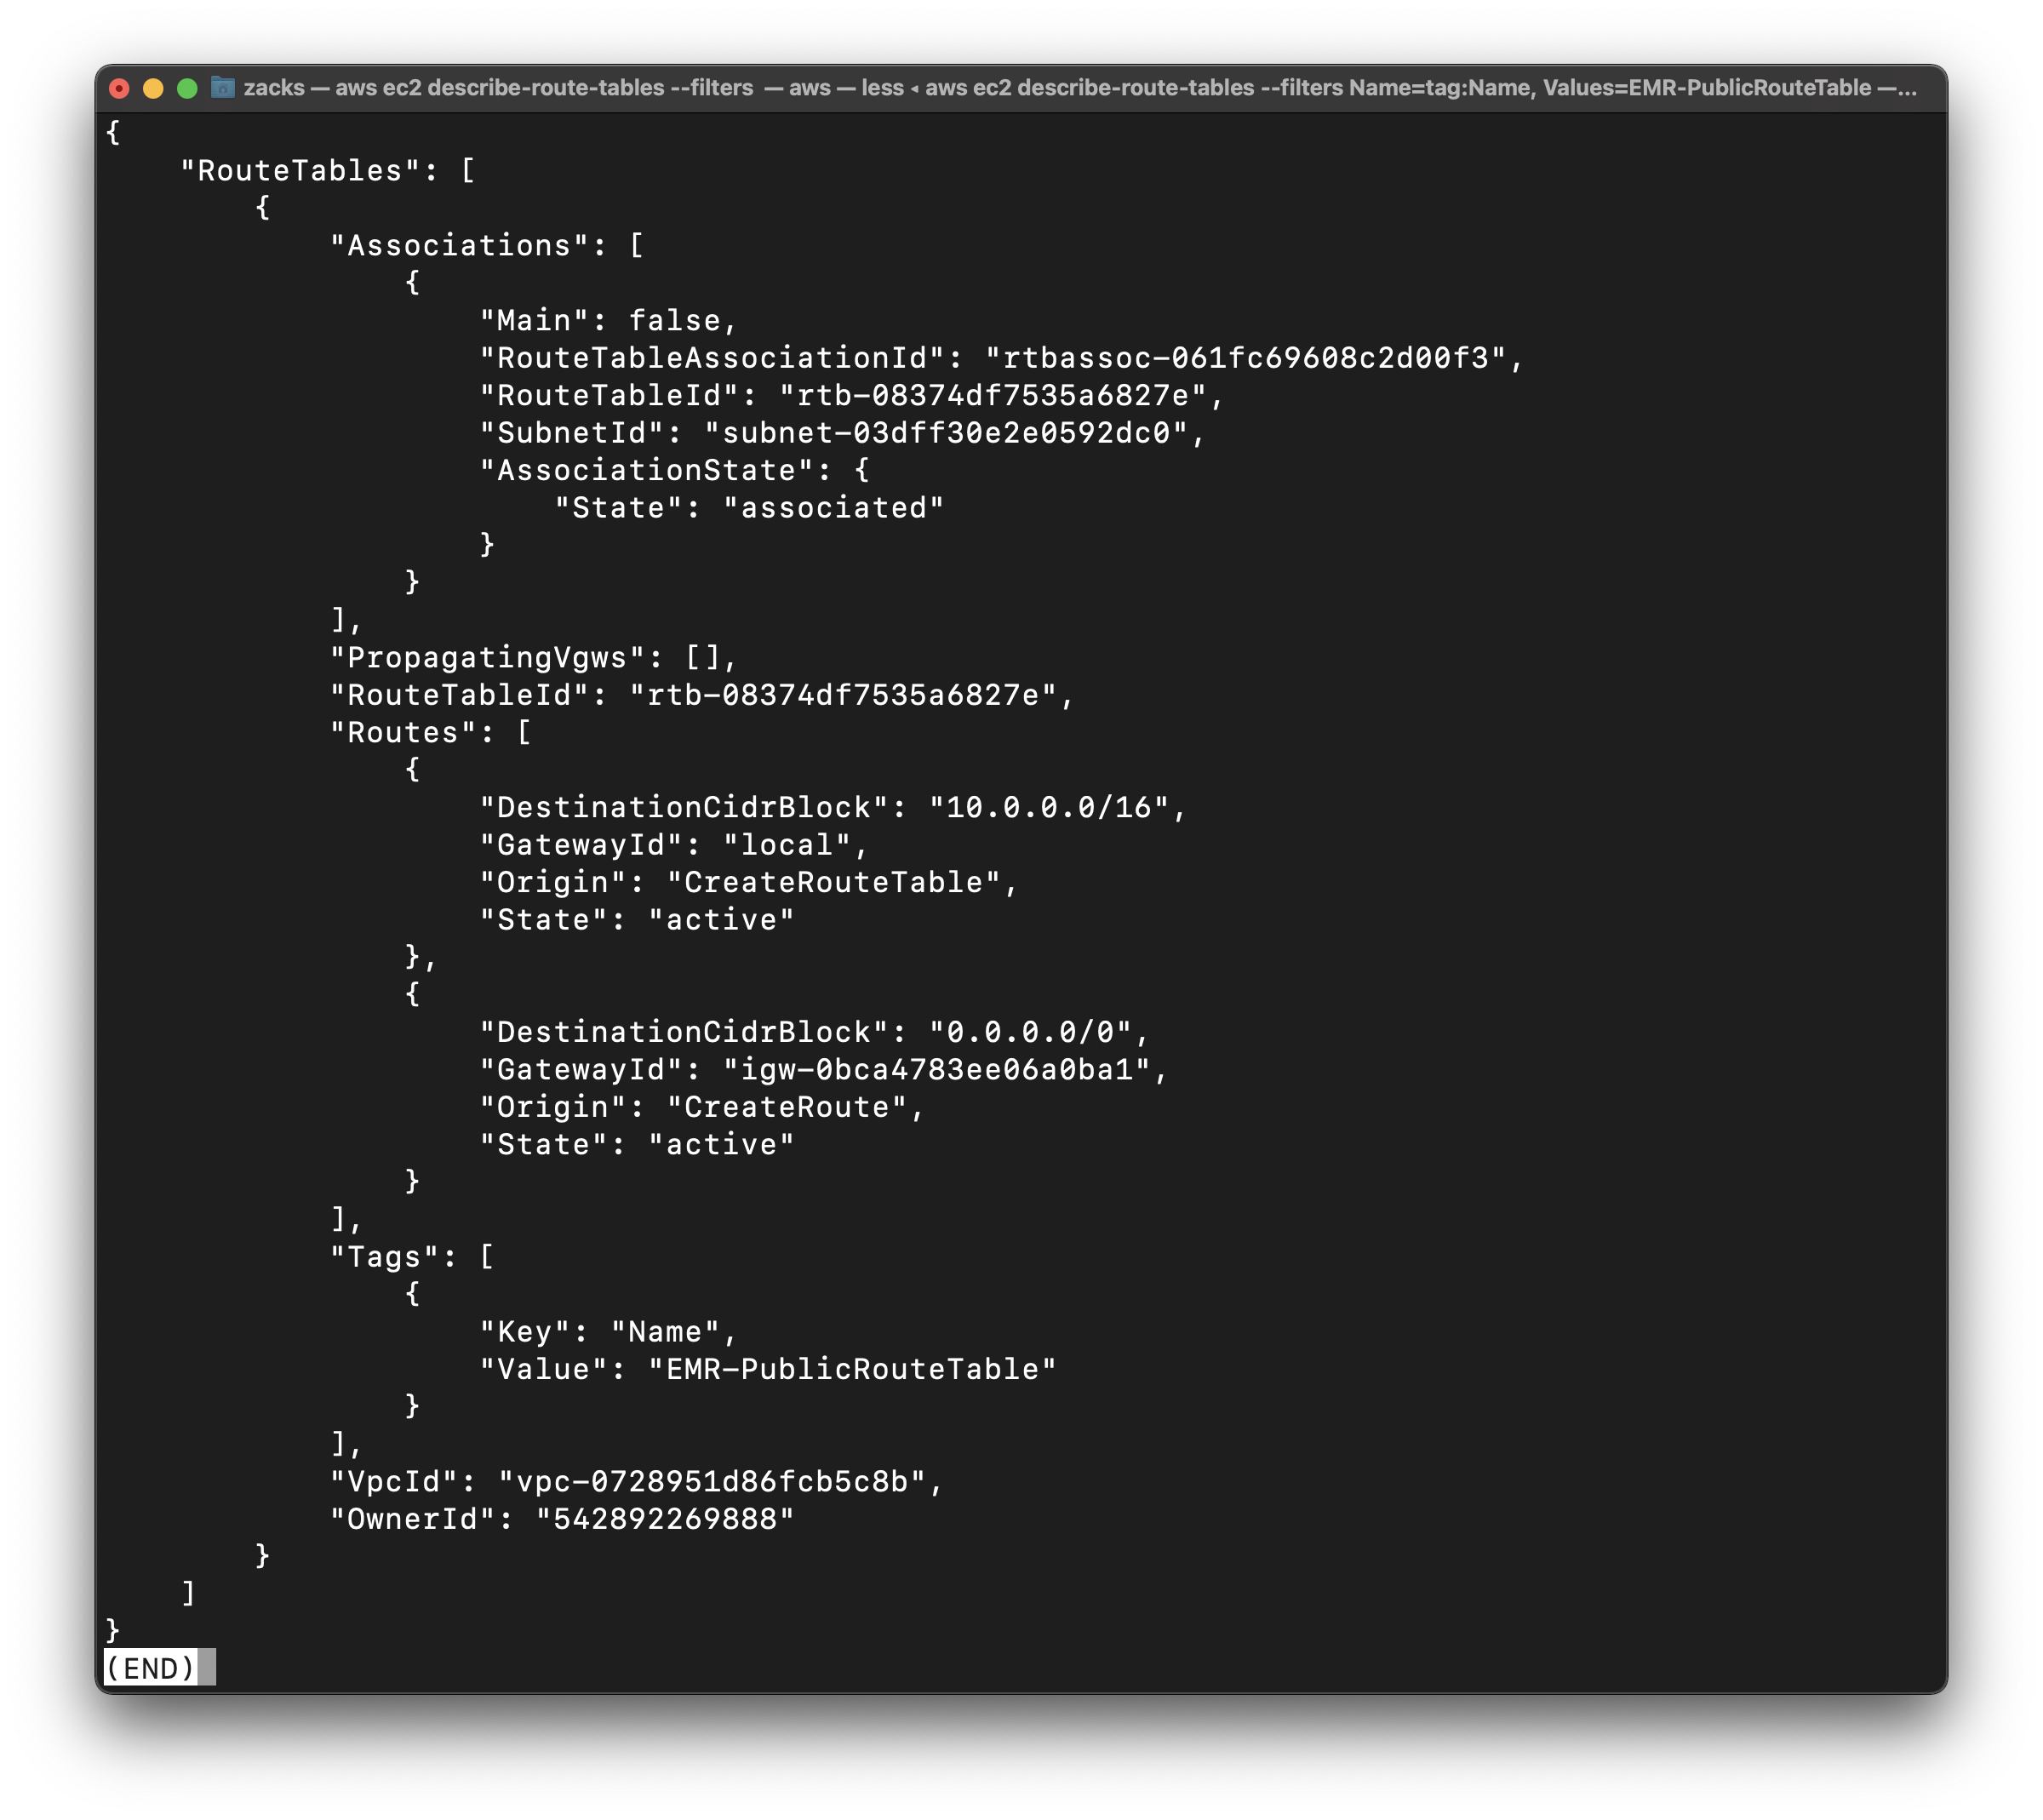 zacks — aws ec2 describe-route-tables --filters — aws — less ◂ aws ec2 describe-route-tables --filters Name=tag:Name, Values=EMR-PublicRouteTable —...
{
    "RouteTables": [
        {
            "Associations": [
                {
                    "Main": false,
                    "RouteTableAssociationId": "rtbassoc-061fc69608c2d00f3",
                    "RouteTableId": "rtb-08374df7535a6827e",
                    "SubnetId": "subnet-03dff30e2e0592dc0",
                    "AssociationState": {
                        "State": "associated"
                    }
                }
            ],
            "PropagatingVgws": [],
            "RouteTableId": "rtb-08374df7535a6827e",
            "Routes": [
                {
                    "DestinationCidrBlock": "10.0.0.0/16",
                    "GatewayId": "local",
                    "Origin": "CreateRouteTable",
                    "State": "active"
                },
                {
                    "DestinationCidrBlock": "0.0.0.0/0",
                    "GatewayId": "igw-0bca4783ee06a0ba1",
                    "Origin": "CreateRoute",
                    "State": "active"
                }
            ],
            "Tags": [
                {
                    "Key": "Name",
                    "Value": "EMR-PublicRouteTable"
                }
            ],
            "VpcId": "vpc-0728951d86fcb5c8b",
            "OwnerId": "542892269888"
        }
    ]
}
(END)